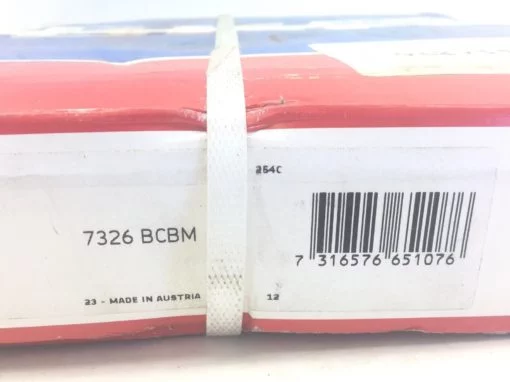 254C
7326 BCBM
7 316576 651076
23 - MADE IN AUSTRIA
12